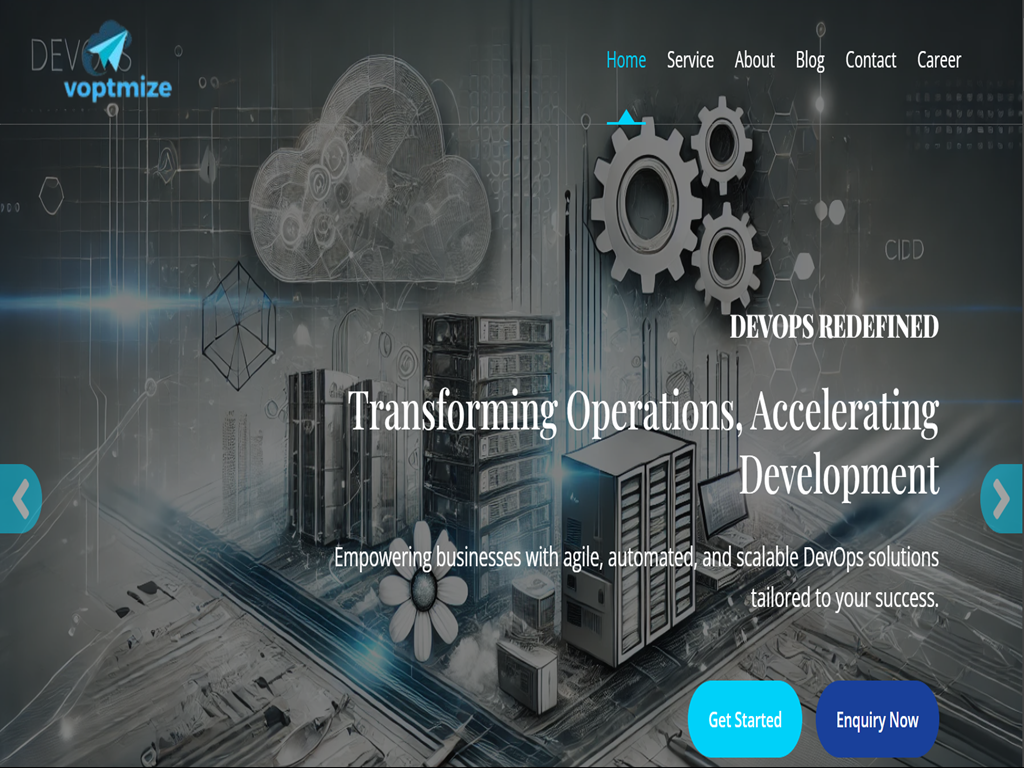 DEVOPS
voptmize
Home Service About Blog Contact Career
CIDD
DEVOPS REDEFINED
Transforming Operations, Accelerating
Development
Empowering businesses with agile, automated, and scalable DevOps solutions
tailored to your success.
Get Started Enquiry Now